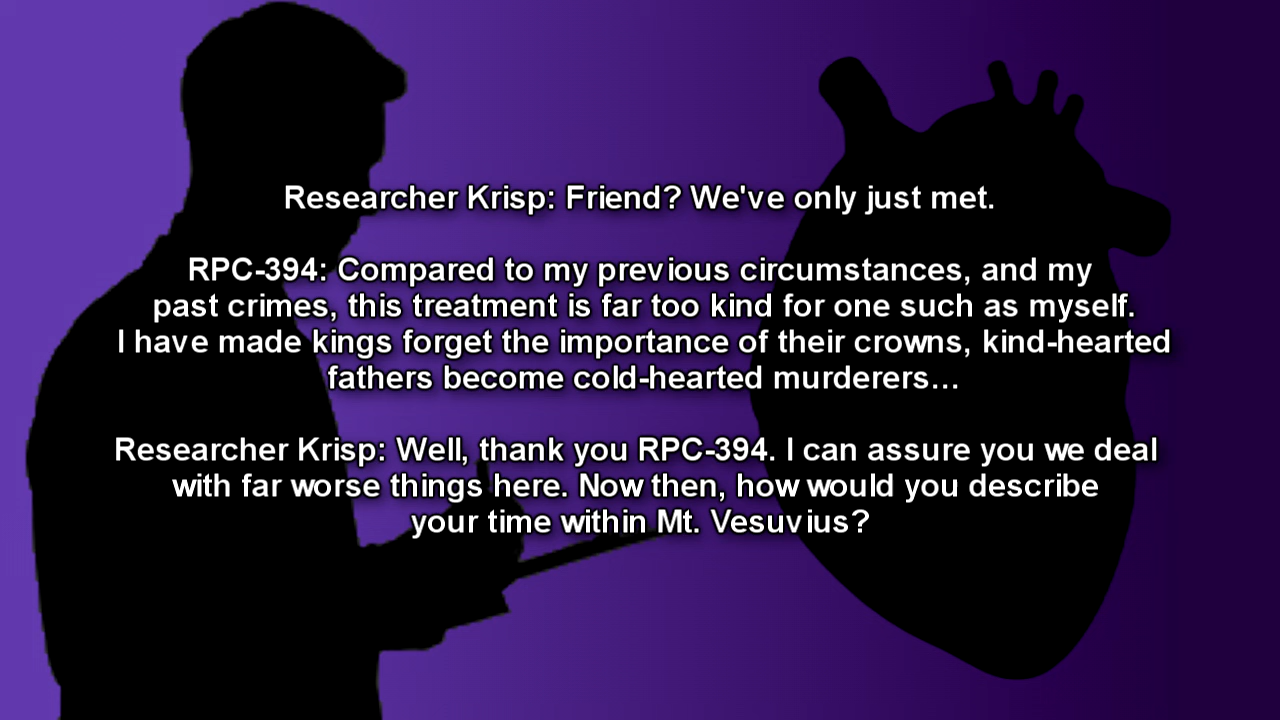 Researcher Krisp: Friend? We've only just met.
RPC-394: Compared to my previous circumstances, and my
past crimes, this treatment is far too kind for one such as myself.
I have made kings forget the importance of their crowns, kind-hearted
fathers become cold-hearted murderers...
Researcher Krisp: Well, thank you RPC-394. I can assure you we deal
with far worse things here. Now then, how would you describe
your time within Mt. Vesuvius?